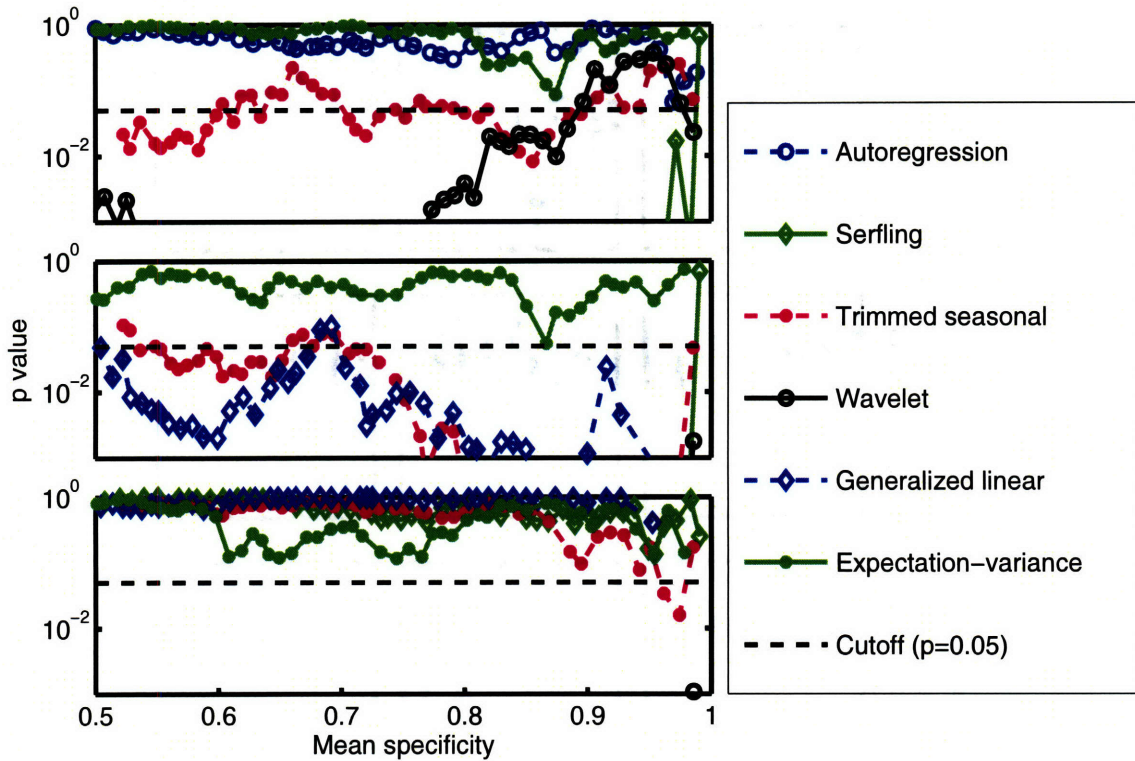 10^0
10^-2
10^0
10^-2
10^0
10^-2
p value
0.5 0.6 0.7 0.8 0.9 1
Mean specificity
Autoregression
Serfling
Trimmed seasonal
Wavelet
Generalized linear
Expectation-variance
Cutoff (p=0.05)